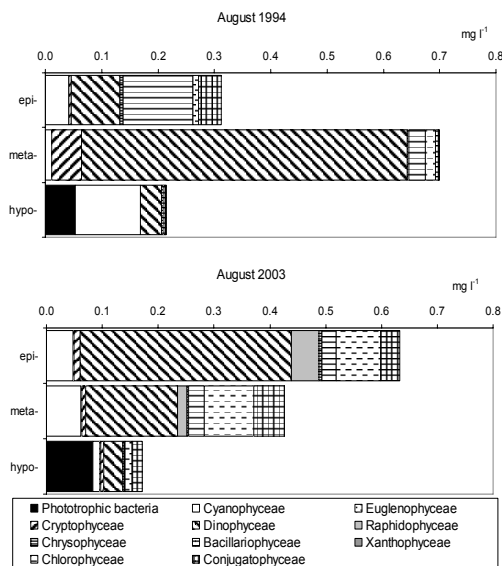 August 1994
mg l-1
0.0 0.1 0.2 0.3 0.4 0.5 0.6 0.7 0.8
epi-
meta-
hypo-
August 2003
mg l-1
0.0 0.1 0.2 0.3 0.4 0.5 0.6 0.7 0.8
epi-
meta-
hypo-
Phototrophic bacteria Cyanophyceae Euglenophyceae
Cryptophyceae Dinophyceae Raphidophyceae
Chrysophyceae Bacillariophyceae Xanthophyceae
Chlorophyceae Conjugatophyceae